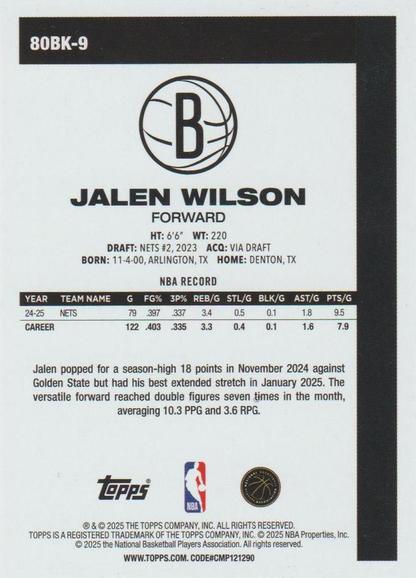 80BK-9
B
JALEN WILSON
FORWARD
HT: 6'6" WT: 220
DRAFT: NETS #2, 2023 ACQ: VIA DRAFT
BORN: 11-4-00, ARLINGTON, TX HOME: DENTON, TX
NBA RECORD
YEAR TEAM NAME G FG% 3P% REB/G STL/G BLK/G AST/G PTS/G
24-25 NETS 79 .397 .337 3.4 0.5 0.1 1.8 9.5
CAREER 122 .403 .335 3.3 0.4 0.1 1.6 7.9
Jalen popped for a season-high 18 points in November 2024 against
Golden State but had his best extended stretch in January 2025. The
versatile forward reached double figures seven times in the month,
averaging 10.3 PPG and 3.6 RPG.
Topps
NBA
® & © 2025 THE TOPPS COMPANY, INC. ALL RIGHTS RESERVED.
TOPPS IS A REGISTERED TRADEMARK OF THE TOPPS COMPANY, INC. © 2025 NBA Properties, Inc.
© 2025 the National Basketball Players Association. All rights reserved.
WWW.TOPPS.COM. CODE#CMP121290